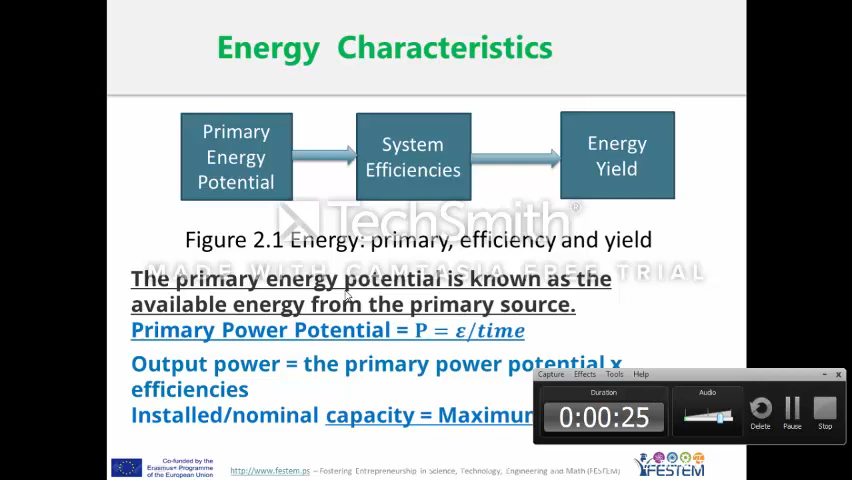 Energy Characteristics
Primary
Energy
Potential
System
Efficiencies
Energy
Yield
TechSmith®
Figure 2.1 Energy: primary, efficiency and yield
MADE WITH CAMTASIA FREE TRIAL
The primary energy potential is known as the
available energy from the primary source.
Primary Power Potential = P = ε/time
Output power = the primary power potential x
efficiencies
Installed/nominal capacity = Maximum
Capture Effects Tools Help
Duration
Audio
0:00:25
Delete
Pause
Stop
Co-funded by the
Erasmus+ Programme
of the European Union
http://www.festem.ps – Fostering Entrepreneurship in Science, Technology, Engineering and Math (FESTEM)
FESTEM